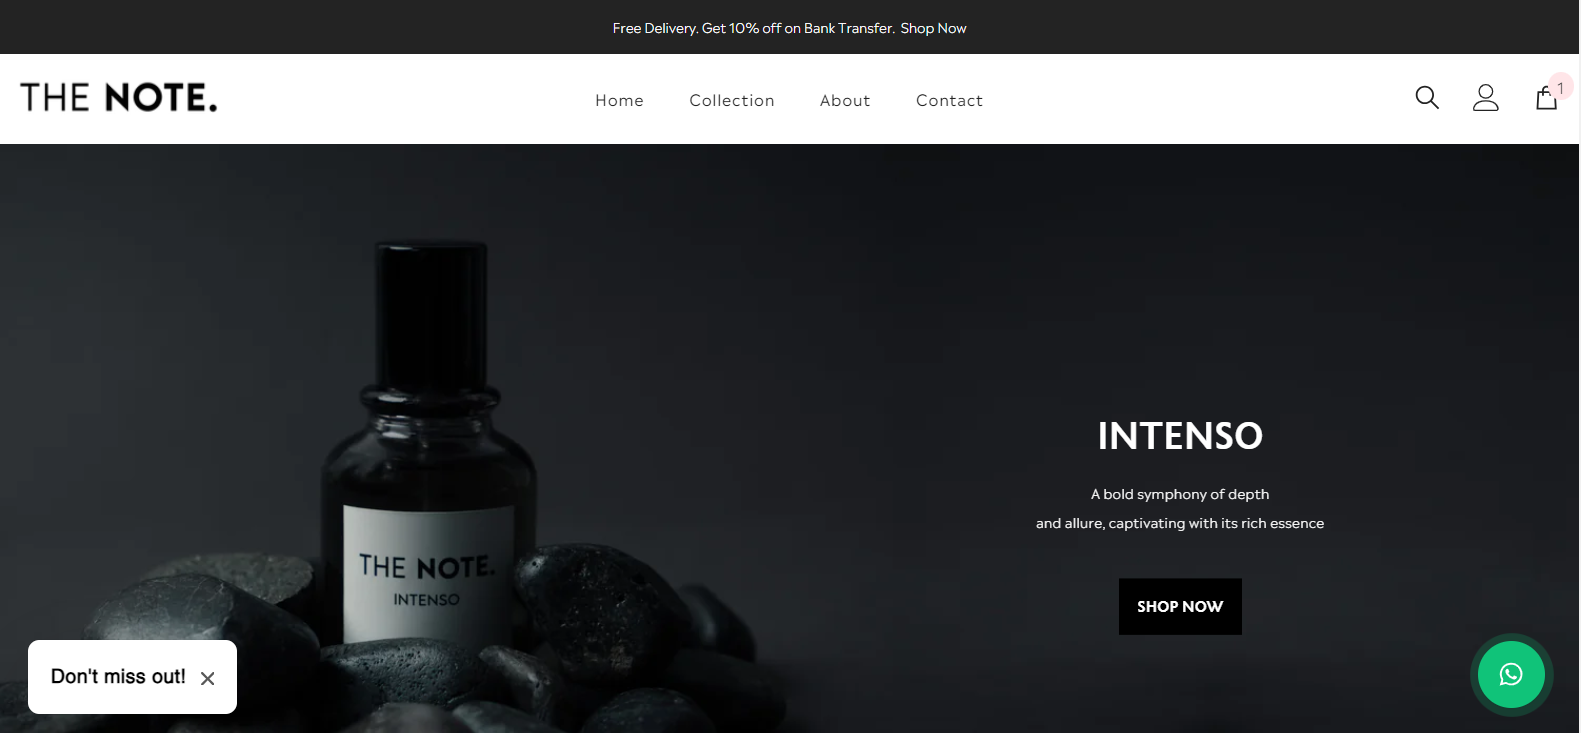 Free Delivery. Get 10% off on Bank Transfer. Shop Now
THE NOTE.
Home
Collection
About
Contact
1
INTENSO
A bold symphony of depth
and allure, captivating with its rich essence
SHOP NOW
THE NOTE.
INTENSO
Don't miss out!